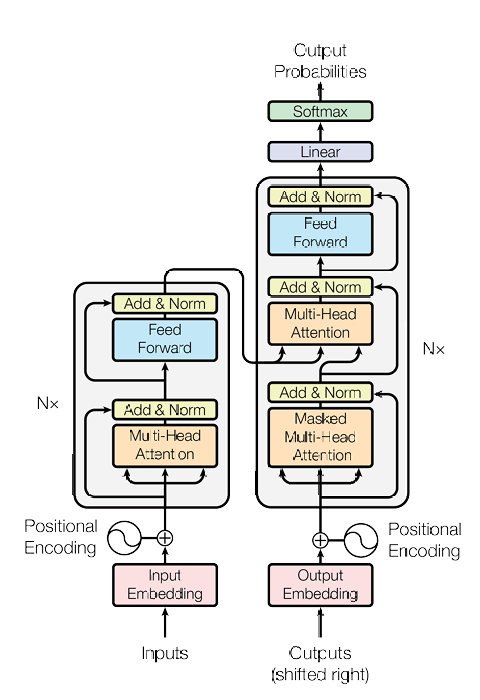 Output
Probabilities
Softmax
Linear
Add & Norm
Feed
Forward
Add & Norm
Multi-Head
Attention
Add & Norm
Masked
Multi-Head
Attention
Nx
Add & Norm
Feed
Forward
Add & Norm
Multi-Head
Attention
Nx
Positional
Encoding
Positional
Encoding
Input
Embedding
Output
Embedding
Inputs
Outputs
(shifted right)